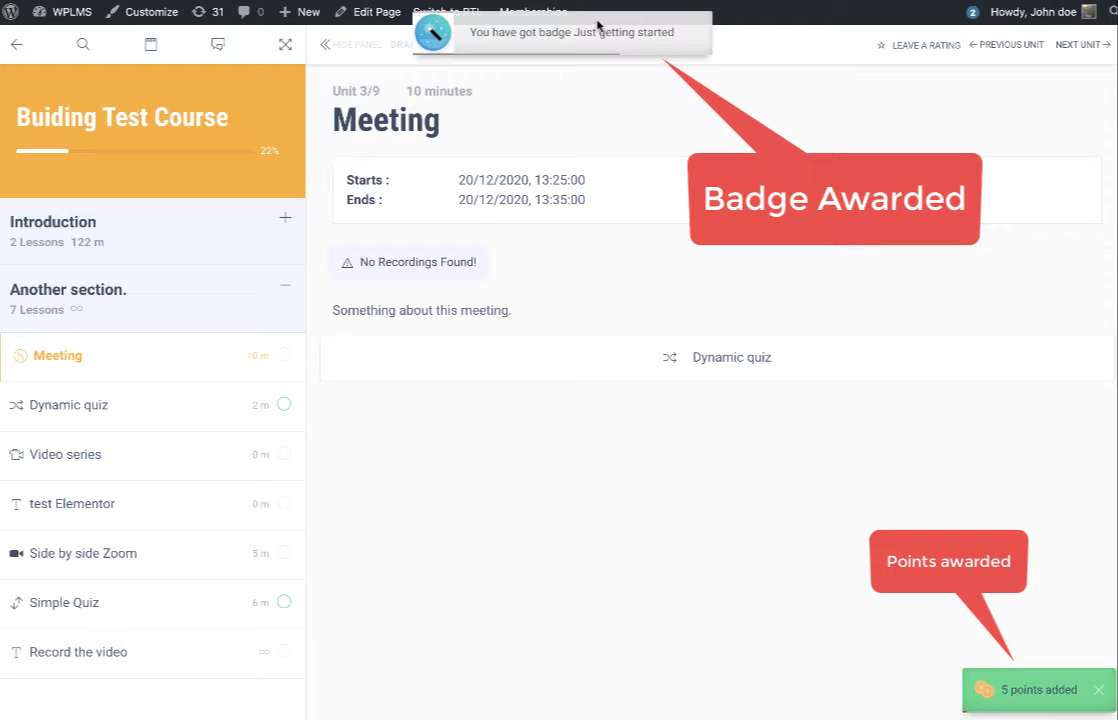 WPLMS Customize 31 0 New Edit Page Switch to RTL Memberships 2 Howdy, John doe
You have got badge Just getting started
HIDE PANEL LEAVE A RATING PREVIOUS UNIT NEXT UNIT
Buiding Test Course
22%
Introduction
2 Lessons 122 m
Another section.
7 Lessons
Meeting 10 m
Dynamic quiz 2 m
Video series 0 m
test Elementor 0 m
Side by side Zoom 5 m
Simple Quiz 6 m
Record the video
Unit 3/9 10 minutes
Meeting
Starts : 20/12/2020, 13:25:00
Ends : 20/12/2020, 13:35:00
Badge Awarded
No Recordings Found!
Something about this meeting.
Dynamic quiz
Points awarded
5 points added